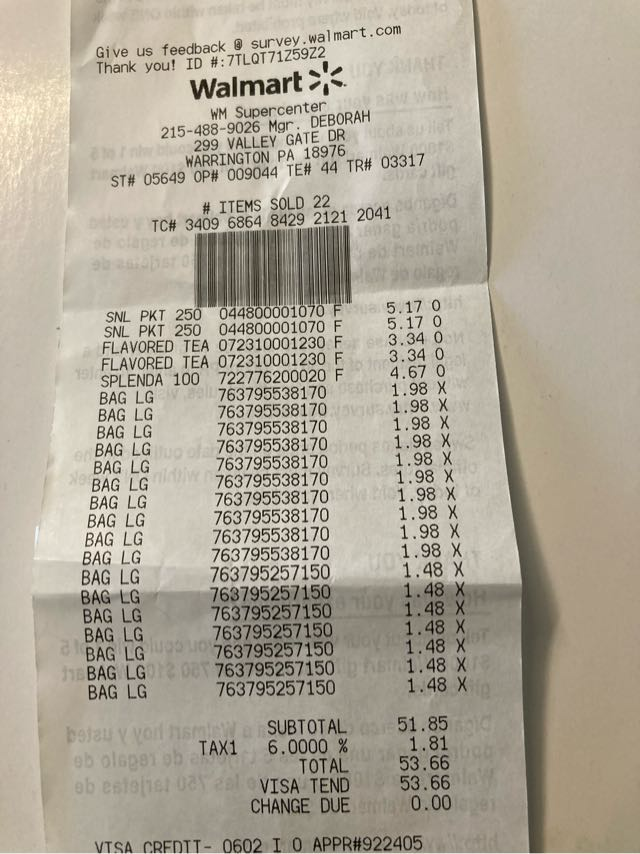 Give us feedback @ survey.walmart.com
Thank you! ID #:7TLQT71Z59Z2
Walmart
WM Supercenter
215-488-9026 Mgr. DEBORAH
299 VALLEY GATE DR
WARRINGTON PA 18976
ST# 05649 OP# 009044 TE# 44 TR# 03317
# ITEMS SOLD 22
TC# 3409 6864 8429 2121 2041
SNL PKT 250 044800001070 F 5.17 O
SNL PKT 250 044800001070 F 5.17 O
FLAVORED TEA 072310001230 F 3.34 O
FLAVORED TEA 072310001230 F 3.34 O
SPLENDA 100 722776200020 F 4.67 O
BAG LG 763795538170 1.98 X
BAG LG 763795538170 1.98 X
BAG LG 763795538170 1.98 X
BAG LG 763795538170 1.98 X
BAG LG 763795538170 1.98 X
BAG LG 763795538170 1.98 X
BAG LG 763795538170 1.98 X
BAG LG 763795538170 1.98 X
BAG LG 763795538170 1.98 X
BAG LG 763795538170 1.98 X
BAG LG 763795257150 1.48 X
BAG LG 763795257150 1.48 X
BAG LG 763795257150 1.48 X
BAG LG 763795257150 1.48 X
BAG LG 763795257150 1.48 X
BAG LG 763795257150 1.48 X
BAG LG 763795257150 1.48 X
SUBTOTAL 51.85
TAX1 6.0000 % 1.81
TOTAL 53.66
VISA TEND 53.66
CHANGE DUE 0.00
VISA CREDIT- 0602 I 0 APPR#922405